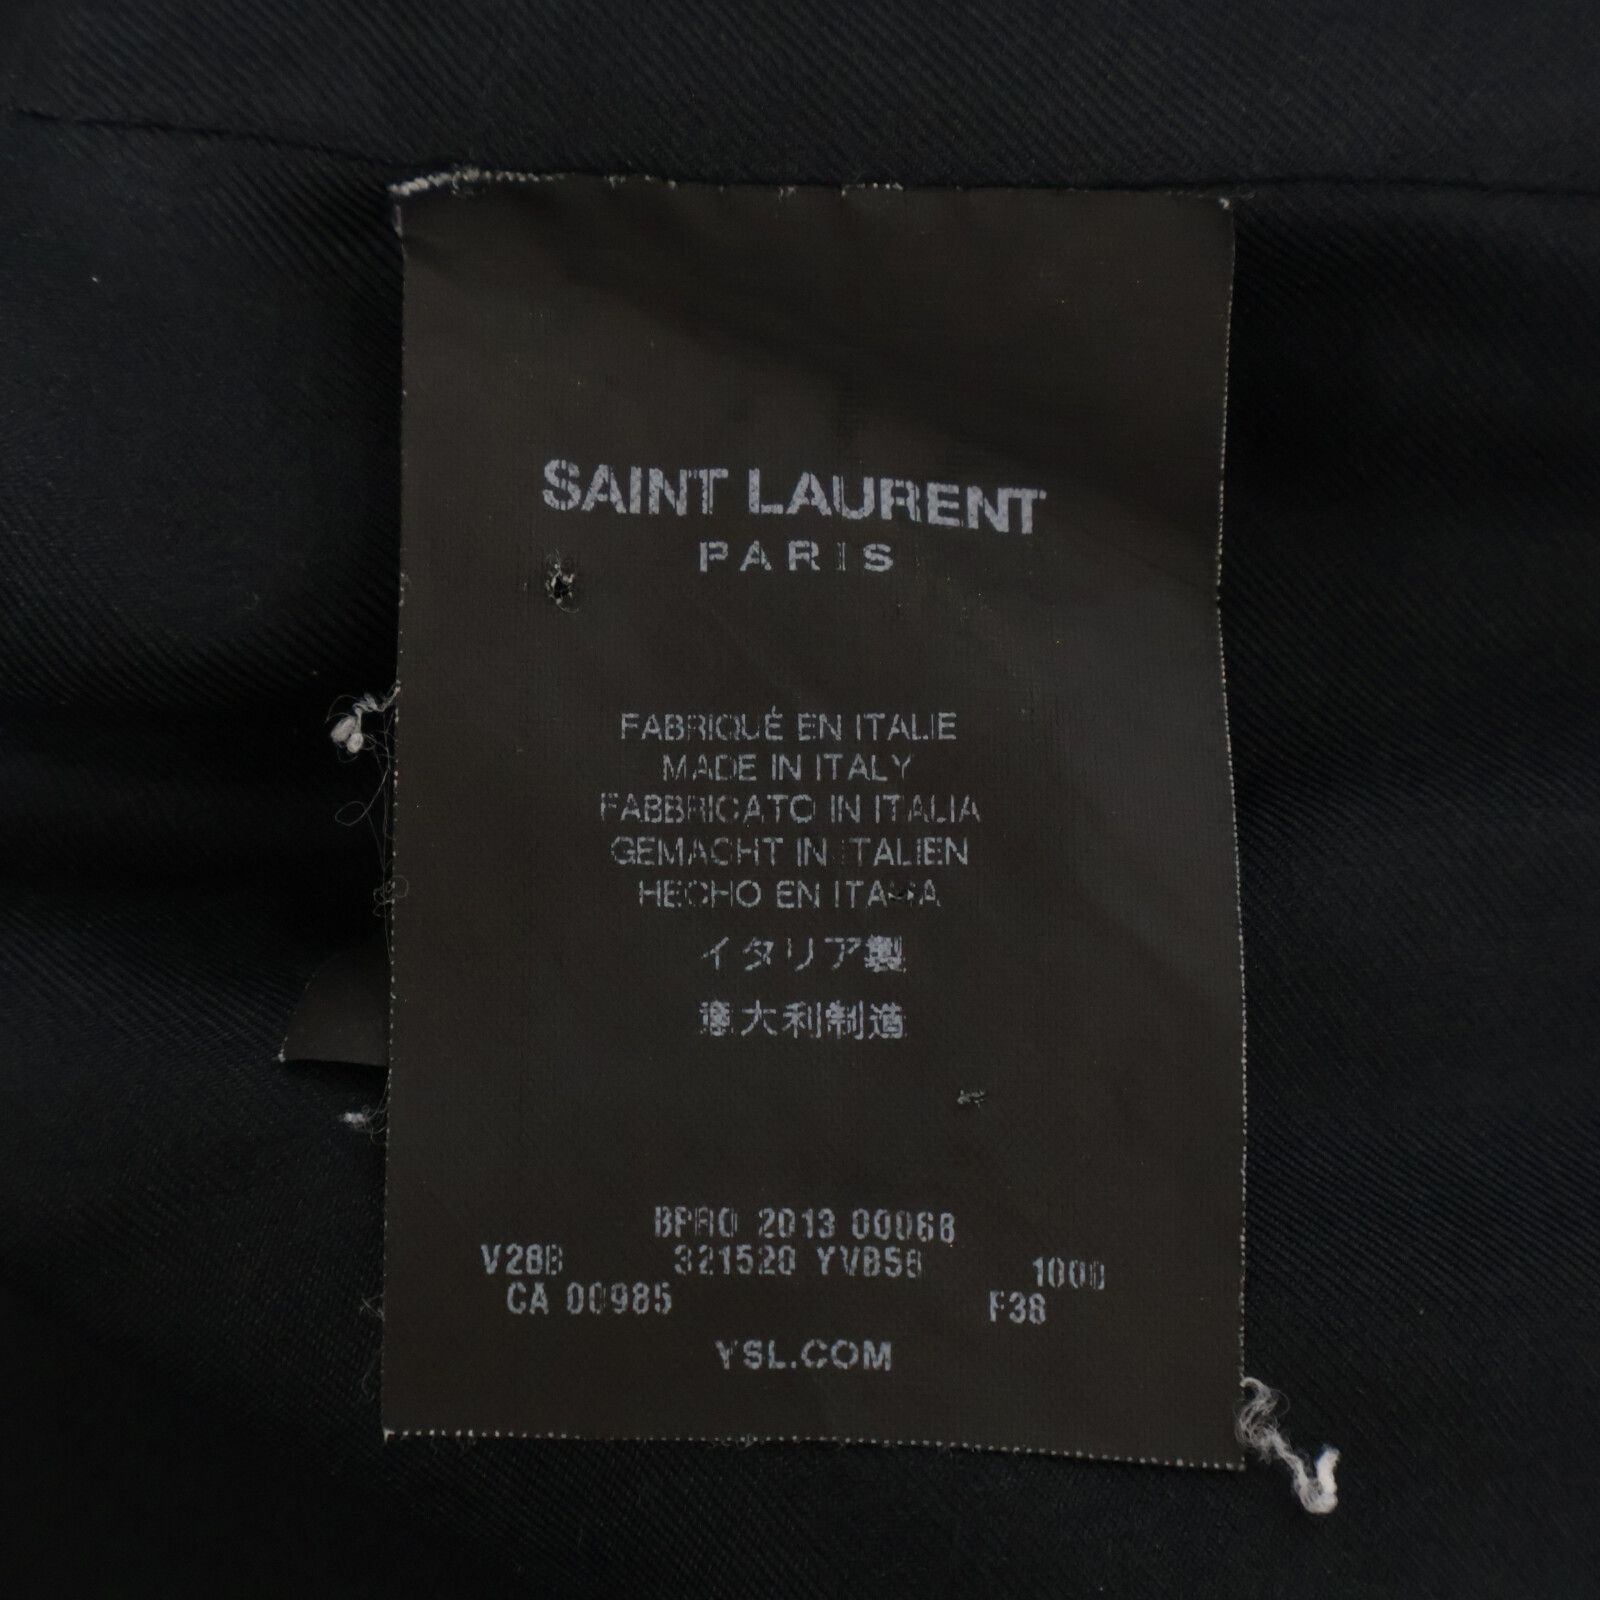 SAINT LAURENT
PARIS
FABRIQUÉ EN ITALIE
MADE IN ITALY
FABBRICATO IN ITALIA
GEMACHT IN ITALIEN
HECHO EN ITALIA
イタリア製
意大利制造
BPRO 2013 00068
V28B 321520 YVB58 1000
CA 00985 F38
YSL.COM